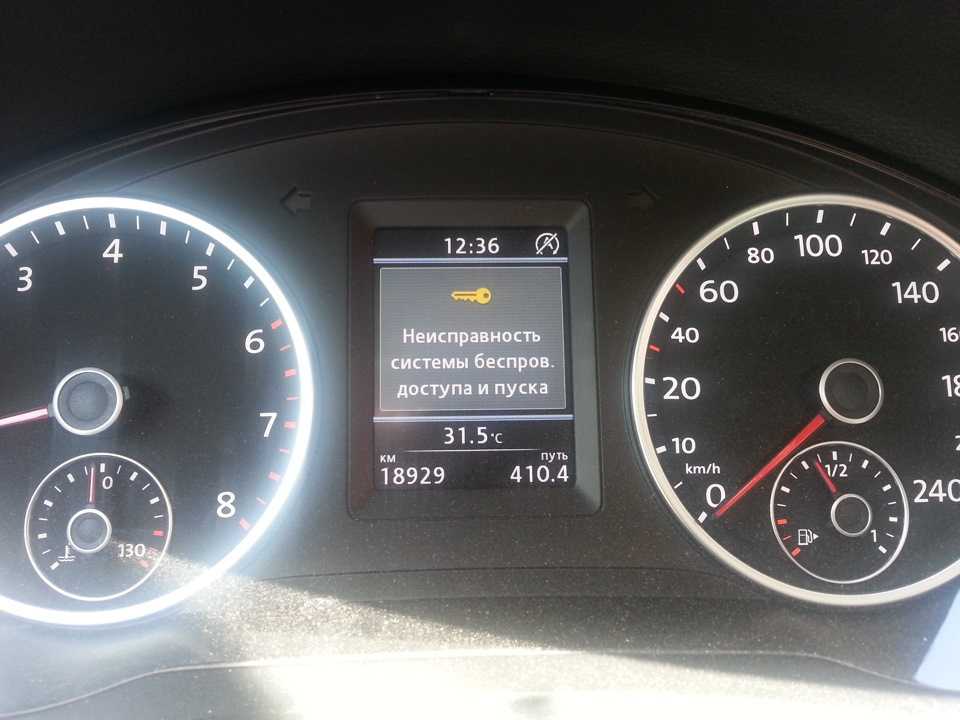 12:36
Неисправность
системы беспров.
доступа и пуска
31.5°C
км путь
18929 410.4
3 4 5 6 7 8
0 130
0 10 20 40 60 80 100 120 140
240
km/h
1/2 1